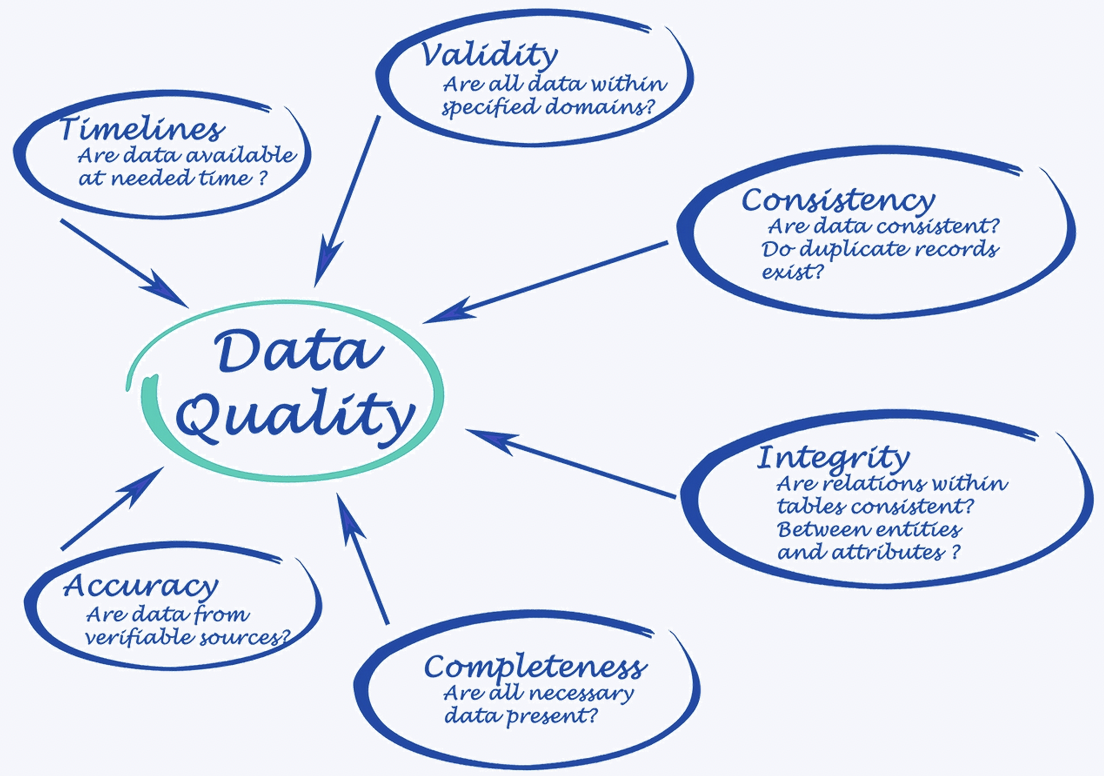 Validity
Are all data within
specified domains?
Timelines
Are data available
at needed time ?
Consistency
Are data consistent?
Do duplicate records
exist?
Data
Quality
Integrity
Are relations within
tables consistent?
Between entities
and attributes ?
Accuracy
Are data from
verifiable sources?
Completeness
Are all necessary
data present?